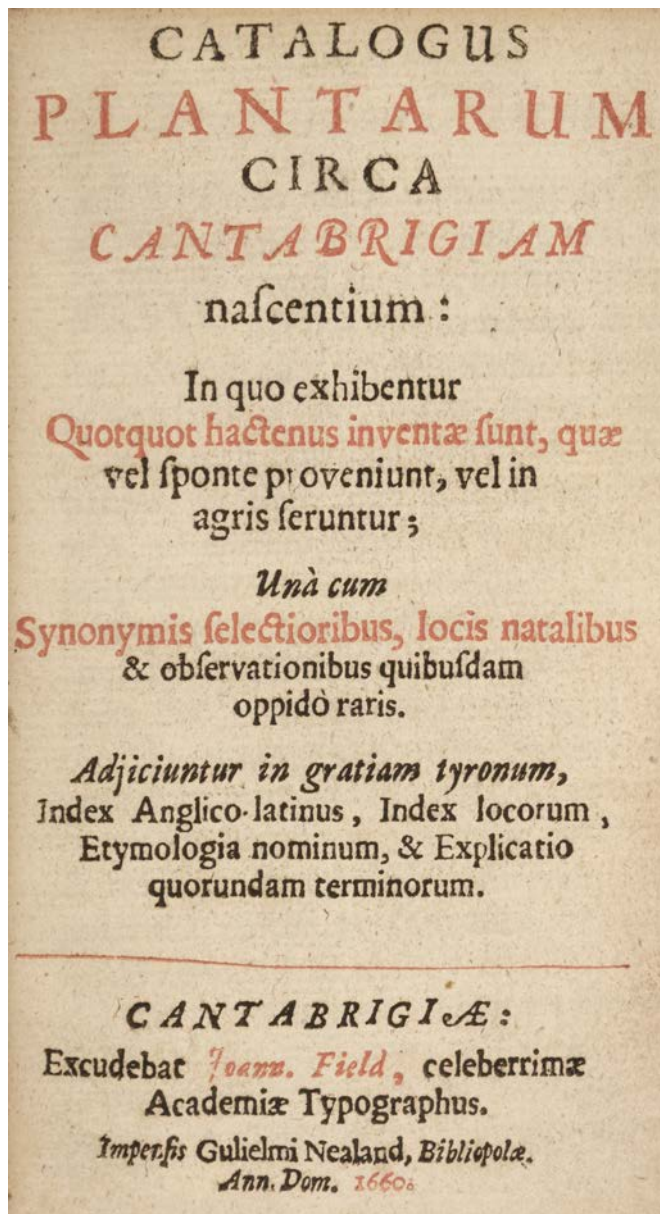 CATALOGUS
PLANTARUM
CIRCA
CANTABRIGIAM
naſcentium :
In quo exhibentur
Quotquot hactenus inventæ ſunt, quæ
vel ſponte proveniunt, vel in
agris ſeruntur ;
Unà cum
Synonymis ſelectioribus, locis natalibus
& obſervationibus quibuſdam
oppidò raris.
Adjiciuntur in gratiam tyronum,
Index Anglico-latinus , Index locorum ,
Etymologia nominum, & Explicatio
quorundam terminorum.
CANTABRIGIÆ:
Excudebat Joann. Field, celeberrimæ
Academiæ Typographus.
Impenſis Gulielmi Nealand, Bibliopolæ.
Ann. Dom. 1660.